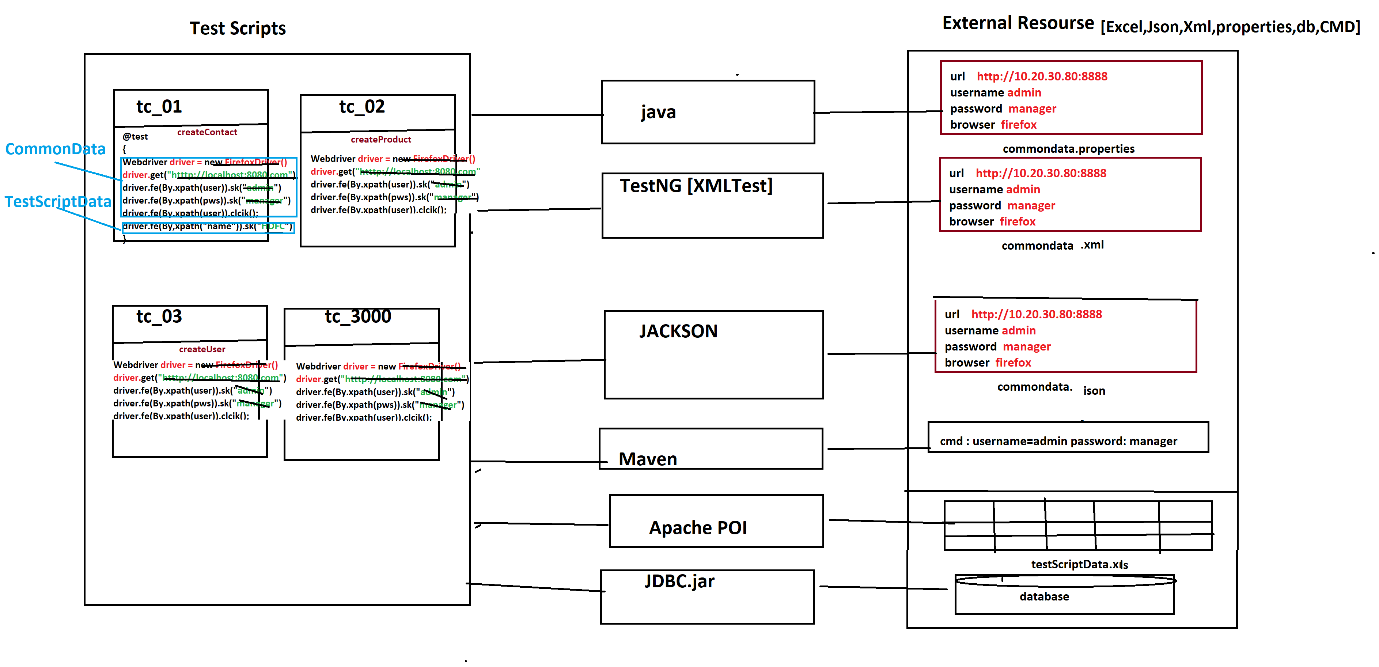 Test Scripts
External Resourse [Excel,Json,Xml,properties,db,CMD]
CommonData
TestScriptData
tc_01
createContact
@test
{
Webdriver driver = new FirefoxDriver()
driver.get("htttp://localhost:8080.com")
driver.fe(By.xpath(user)).sk("admin")
driver.fe(By.xpath(pws)).sk("manager")
driver.fe(By.xpath(user)).clcik();
driver.fe(By,xpath("name")).sk("HDFC")
}
tc_02
createProduct
Webdriver driver = new FirefoxDriver()
driver.get("htttp://localhost:8080.com"
driver.fe(By.xpath(user)).sk("admin")
driver.fe(By.xpath(pws)).sk("manager")
driver.fe(By.xpath(user)).clcik();
tc_03
createUser
Webdriver driver = new FirefoxDriver()
driver.get("htttp://localhost:8080.com")
driver.fe(By.xpath(user)).sk("admin")
driver.fe(By.xpath(pws)).sk("manager")
driver.fe(By.xpath(user)).clcik();
tc_3000
Webdriver driver = new FirefoxDriver()
driver.get("htttp://localhost:8080.com")
driver.fe(By.xpath(user)).sk("admin")
driver.fe(By.xpath(pws)).sk("manager")
driver.fe(By.xpath(user)).clcik();
java
TestNG [XMLTest]
JACKSON
Maven
Apache POI
JDBC.jar
url http://10.20.30.80:8888
username admin
password manager
browser firefox
commondata.properties
url http://10.20.30.80:8888
username admin
password manager
browser firefox
commondata .xml
url http://10.20.30.80:8888
username admin
password manager
browser firefox
commondata. json
cmd : username=admin password: manager
testScriptData.xls
database